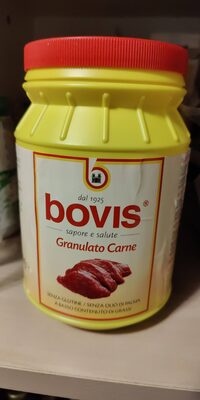 dal 1925
bovis®
sapore e salute
Granulato Carne
SENZA GLUTINE / SENZA OLIO DI PALMA
A BASSO CONTENUTO DI GRASSI